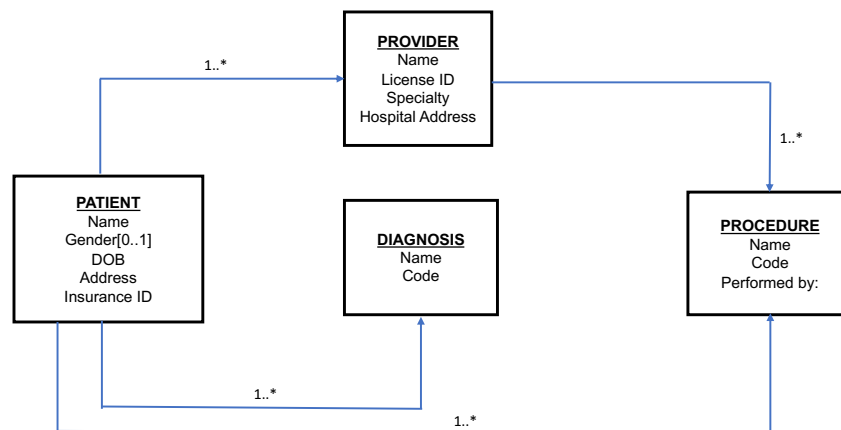 PROVIDER
Name
License ID
Specialty
Hospital Address
1..*
1..*
PATIENT
Name
Gender[0..1]
DOB
Address
Insurance ID
DIAGNOSIS
Name
Code
PROCEDURE
Name
Code
Performed by:
1..*
1..*